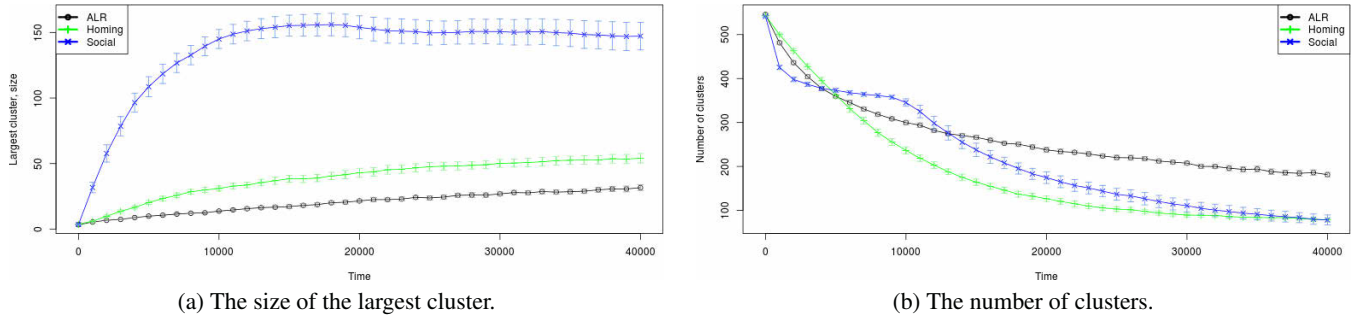 ALR
Homing
Social
Largest cluster, size
150
100
50
0
0 10000 20000 30000 40000
Time
(a) The size of the largest cluster.
ALR
Homing
Social
Number of clusters
500
400
300
200
100
0 10000 20000 30000 40000
Time
(b) The number of clusters.